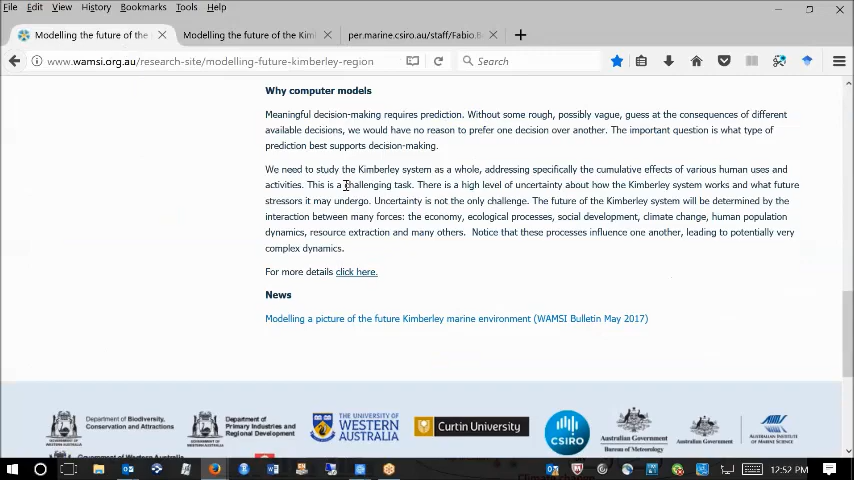 File Edit View History Bookmarks Tools Help
Modelling the future of the
Modelling the future of the Kim
per.marine.csiro.au/staff/Fabio.B
www.wamsi.org.au/research-site/modelling-future-kimberley-region
Search
Why computer models
Meaningful decision-making requires prediction. Without some rough, possibly vague, guess at the consequences of different
available decisions, we would have no reason to prefer one decision over another. The important question is what type of
prediction best supports decision-making.
We need to study the Kimberley system as a whole, addressing specifically the cumulative effects of various human uses and
activities. This is a challenging task. There is a high level of uncertainty about how the Kimberley system works and what future
stressors it may undergo. Uncertainty is not the only challenge. The future of the Kimberley system will be determined by the
interaction between many forces: the economy, ecological processes, social development, climate change, human population
dynamics, resource extraction and many others. Notice that these processes influence one another, leading to potentially very
complex dynamics.
For more details click here.
News
Modelling a picture of the future Kimberley marine environment (WAMSI Bulletin May 2017)
Department of Biodiversity,
Conservation and Attractions
Department of
Primary Industries and
Regional Development
THE UNIVERSITY OF
WESTERN
AUSTRALIA
Curtin University
CSIRO
Australian Government
Bureau of Meteorology
Australian Government
AUSTRALIAN INSTITUTE
OF MARINE SCIENCE
Government of Western Australia
12:52 PM